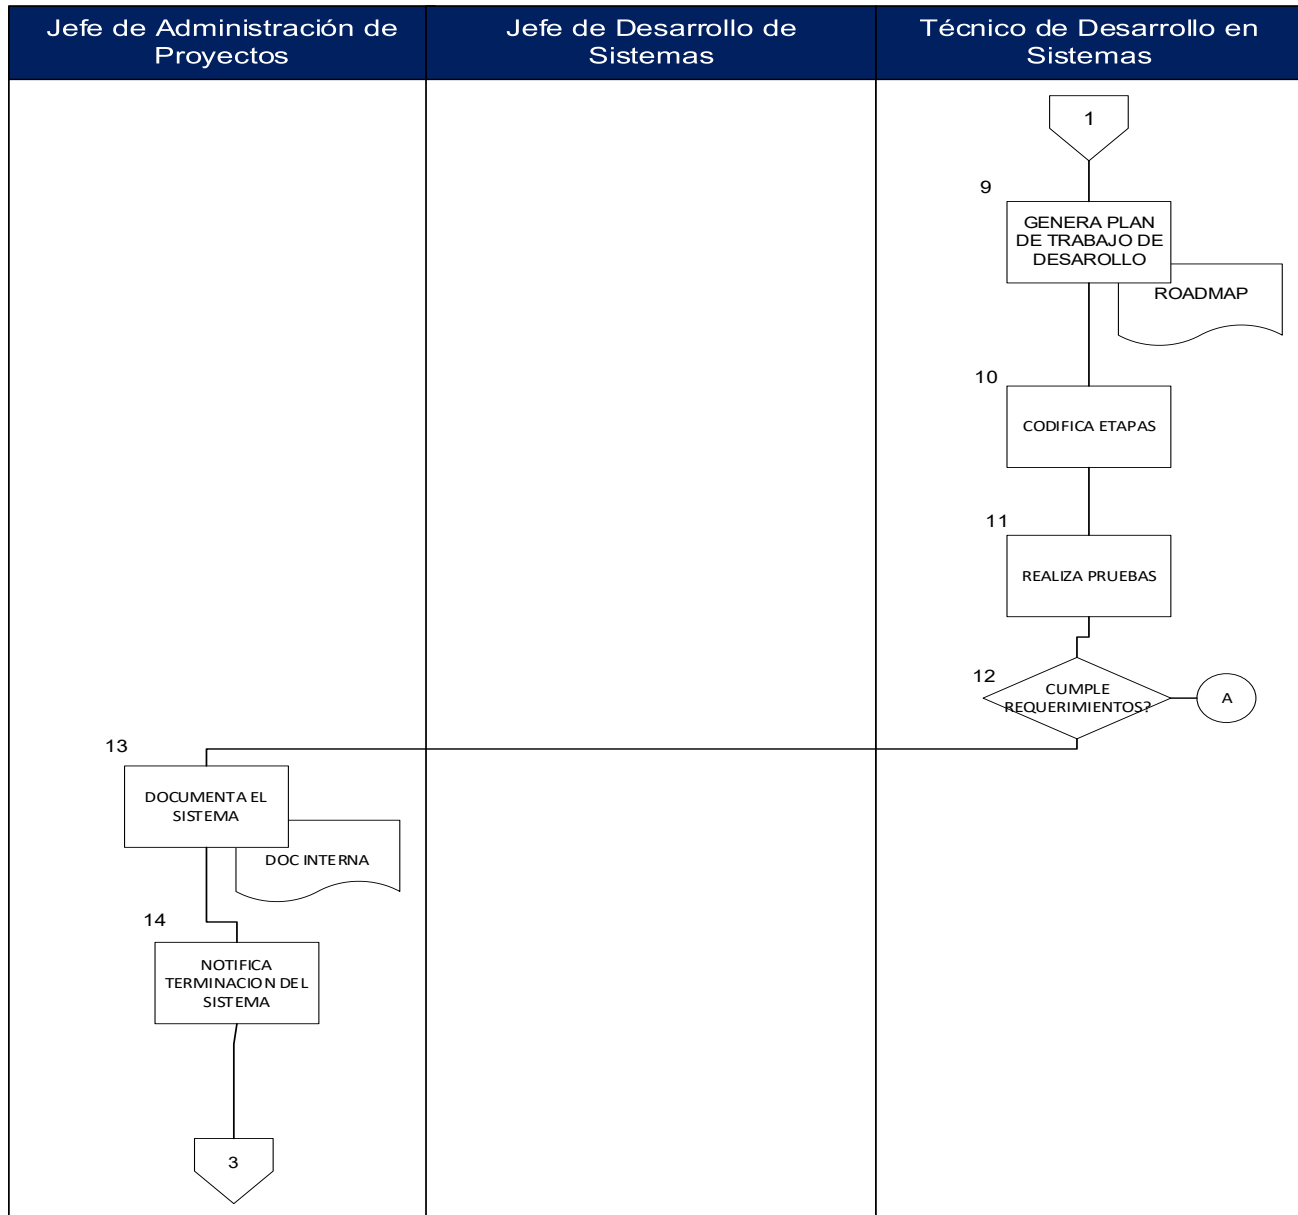 Jefe de Administración de
Proyectos
Jefe de Desarrollo de
Sistemas
Técnico de Desarrollo en
Sistemas
1
9
GENERA PLAN
DE TRABAJO DE
DESAROLLO
ROADMAP
10
CODIFICA ETAPAS
11
REALIZA PRUEBAS
12
CUMPLE
REQUERIMIENTOS?
A
13
DOCUMENTA EL
SISTEMA
DOC INTERNA
14
NOTIFICA
TERMINACION DEL
SISTEMA
3